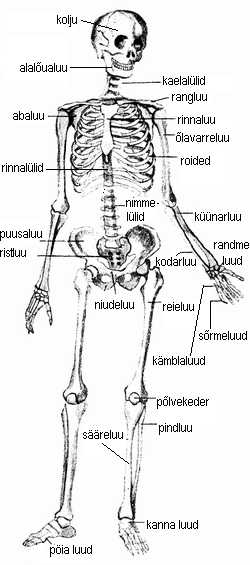 kolju
alalõualuu
kaelalülid
rangluu
abaluu
rinnaluu
õlavarreluu
roided
rinnalülid
nimme-
lülid
küünarluu
puusaluu
ristluu
randme
luud
kodarluu
niudeluu
reieluu
sõrmeluud
kämblaluud
põlvekeder
sääreluu
pindluu
kanna luud
pöia luud